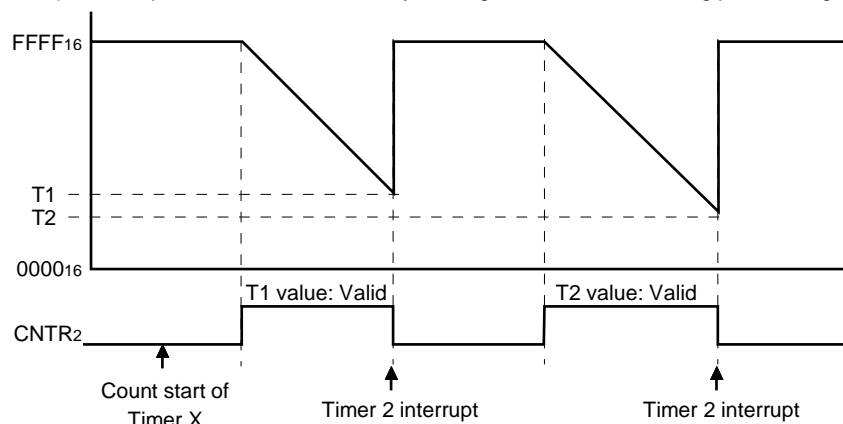 FFFF16
T1
T2
000016
T1 value: Valid
T2 value: Valid
CNTR2
Count start of
Timer X
Timer 2 interrupt
Timer 2 interrupt